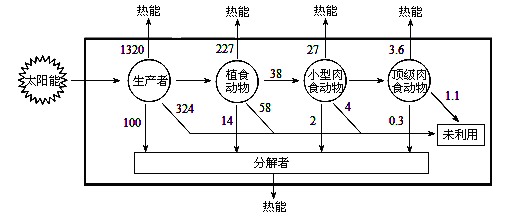 热能 热能 热能 热能
1320 227 27 3.6
太阳能 生产者 植食动物 38 小型肉食动物 顶级肉食动物
324 58 4 1.1
100 14 2 0.3
未利用
分解者
热能